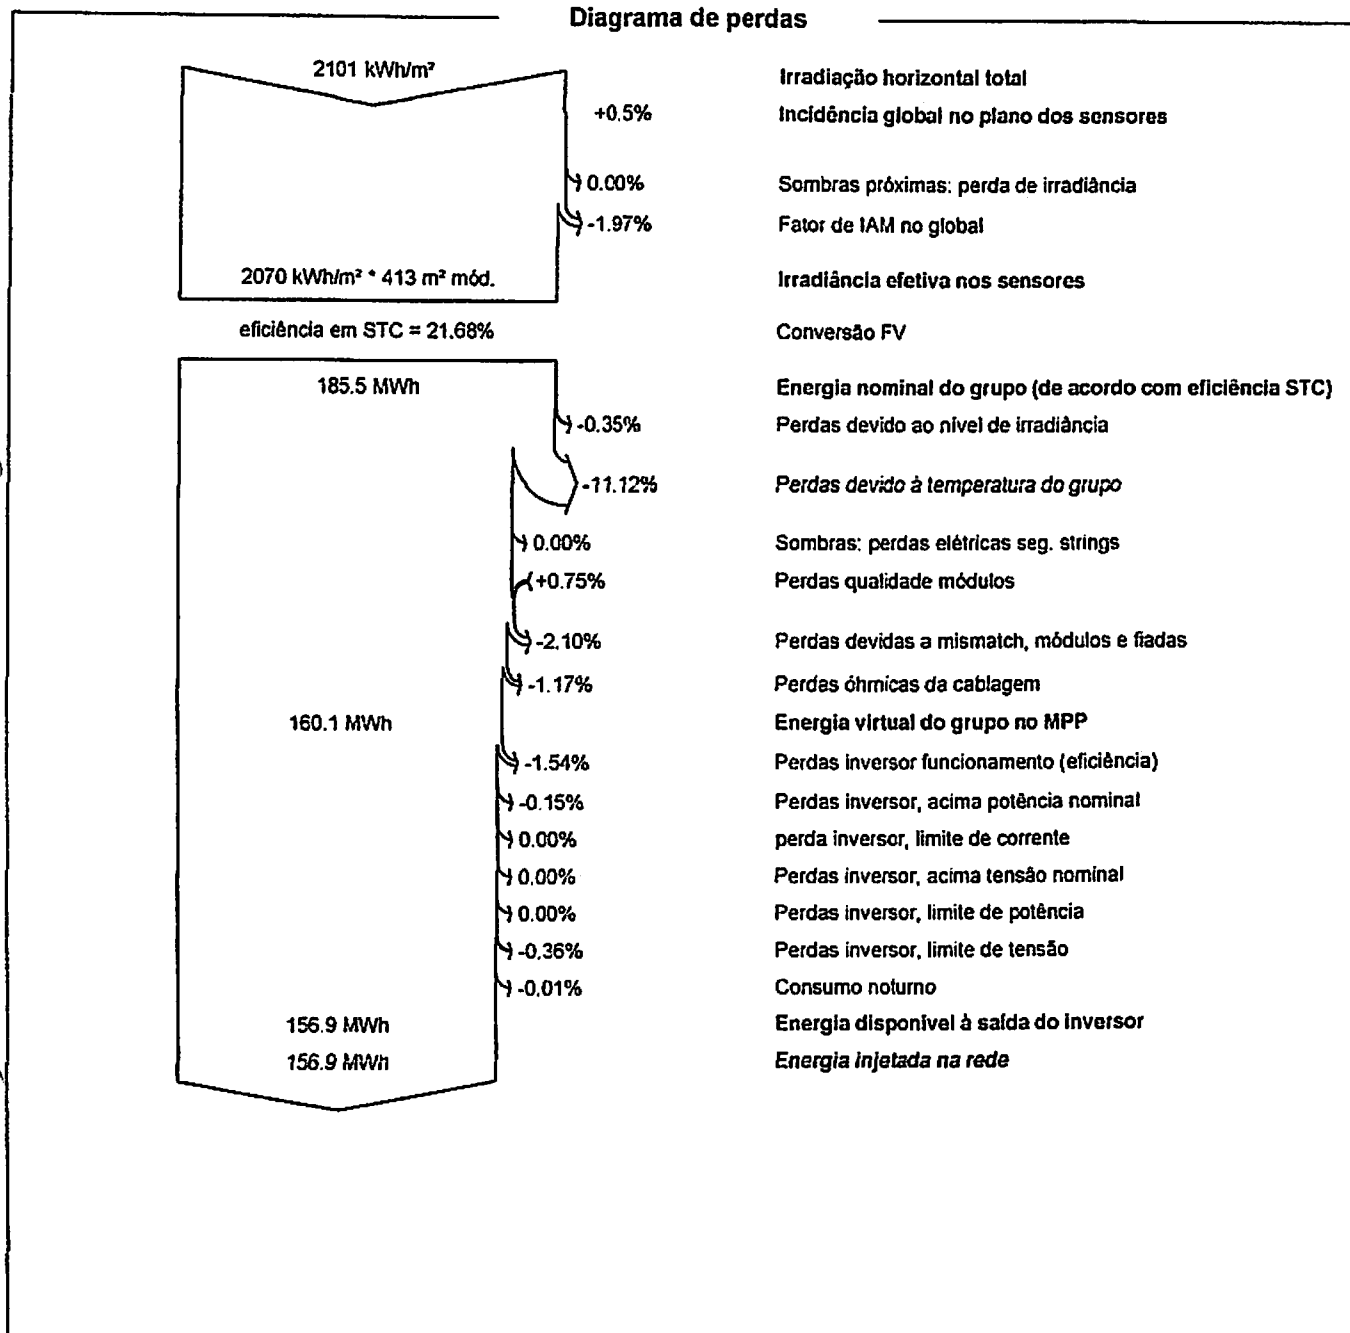 Diagrama de perdas
2101 kWh/m² Irradiação horizontal total
+0.5% Incidência global no plano dos sensores
0.00% Sombras próximas: perda de irradiância
-1.97% Fator de IAM no global
2070 kWh/m² * 413 m² mód. Irradiância efetiva nos sensores
eficiência em STC = 21.68% Conversão FV
185.5 MWh Energia nominal do grupo (de acordo com eficiência STC)
-0.35% Perdas devido ao nível de irradiância
-11.12% Perdas devido à temperatura do grupo
0.00% Sombras: perdas elétricas seg. strings
+0.75% Perdas qualidade módulos
-2.10% Perdas devidas a mismatch, módulos e fiadas
-1.17% Perdas óhmicas da cablagem
160.1 MWh Energia virtual do grupo no MPP
-1.54% Perdas inversor funcionamento (eficiência)
-0.15% Perdas inversor, acima potência nominal
0.00% perda inversor, limite de corrente
0.00% Perdas inversor, acima tensão nominal
0.00% Perdas inversor, limite de potência
-0.36% Perdas inversor, limite de tensão
-0.01% Consumo noturno
156.9 MWh Energia disponível à saída do inversor
156.9 MWh Energia injetada na rede